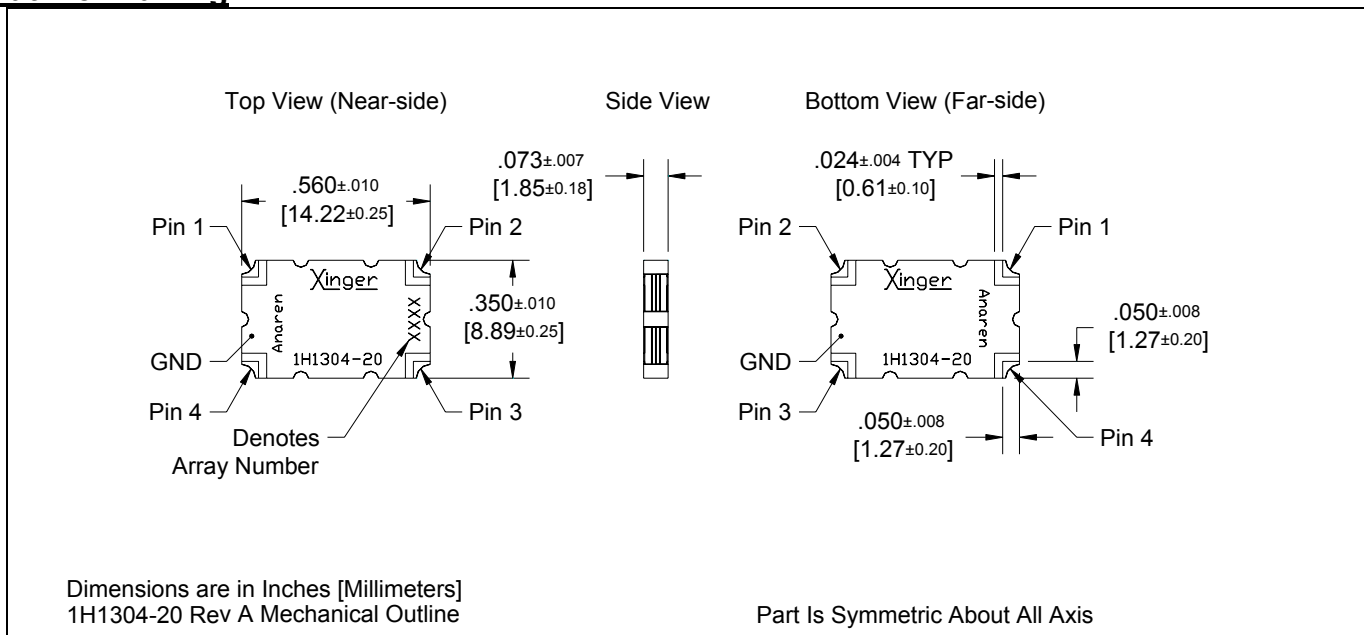 Top View (Near-side)
Side View
Bottom View (Far-side)
.560±.010
[14.22±0.25]
.073±.007
[1.85±0.18]
.024±.004 TYP
[0.61±0.10]
Pin 1
Pin 2
Pin 2
Pin 1
Xinger
Anaren
XXXX
1H1304-20
.350±.010
[8.89±0.25]
Xinger
Anaren
1H1304-20
.050±.008
[1.27±0.20]
GND
GND
Pin 4
Pin 3
Pin 3
Pin 4
.050±.008
[1.27±0.20]
Denotes
Array Number
Dimensions are in Inches [Millimeters]
1H1304-20 Rev A Mechanical Outline
Part Is Symmetric About All Axis